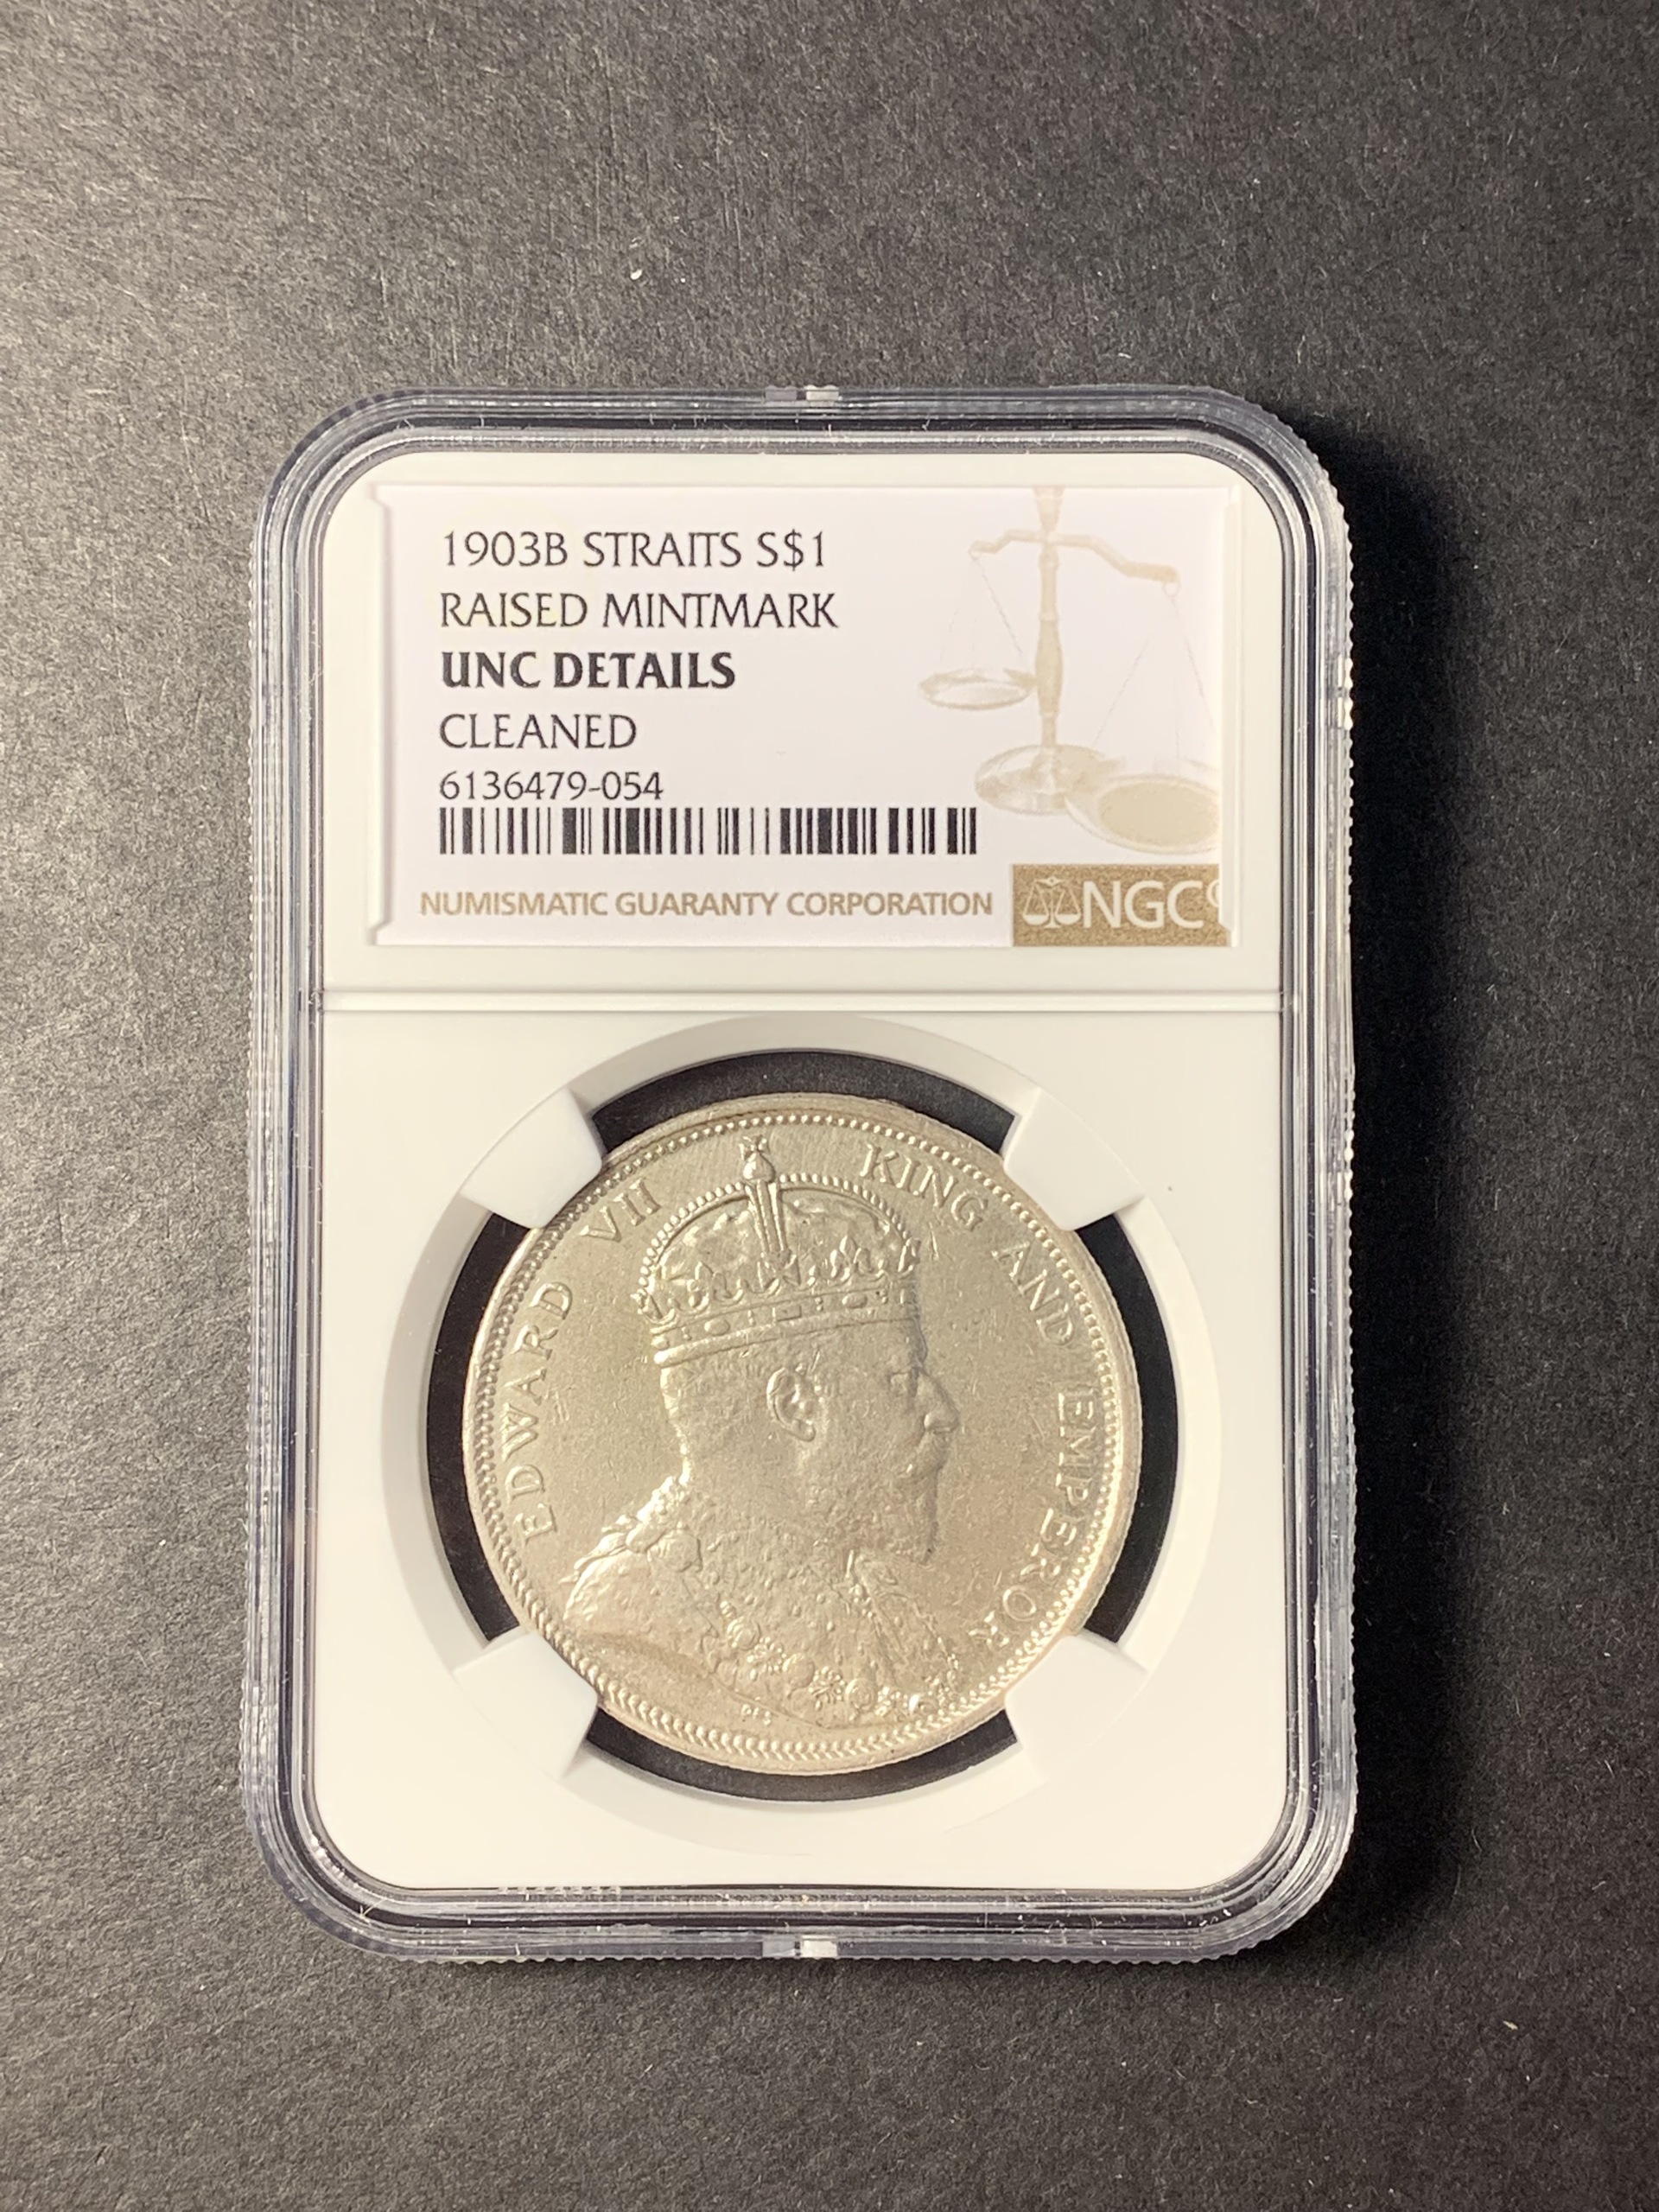 1903B STRAITS S$1
RAISED MINTMARK
UNC DETAILS
CLEANED
6136479-054
NUMISMATIC GUARANTY CORPORATION
NGC
EDWARD VII KING AND EMPEROR